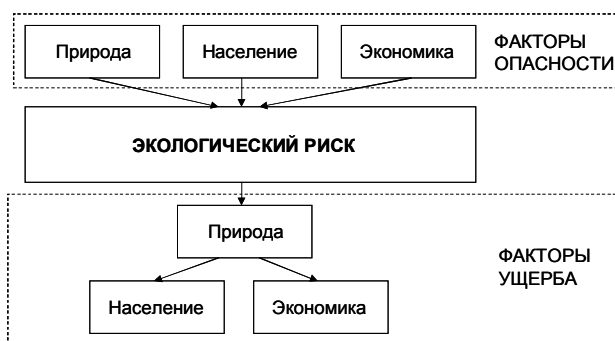 Природа
Население
Экономика
ФАКТОРЫ
ОПАСНОСТИ
ЭКОЛОГИЧЕСКИЙ РИСК
Природа
Население
Экономика
ФАКТОРЫ
УЩЕРБА